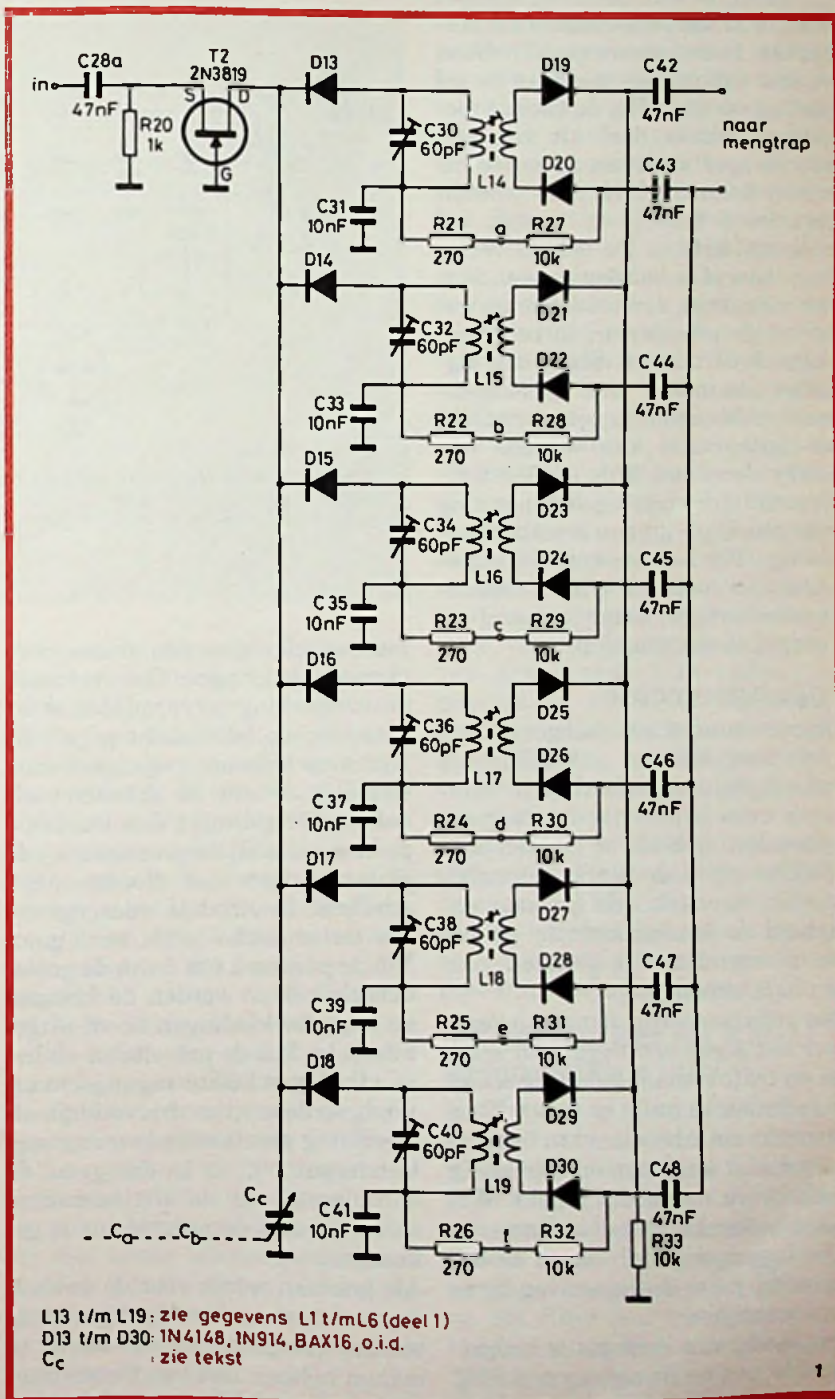 C28a
47nF
in
R20
1k
T2
2N3819
S
D
G
D13
C30
60pF
C31
10nF
L14
D19
D20
R21
270
a
R27
10k
C42
47nF
C43
47nF
naar
mengtrap
D14
C32
60pF
C33
10nF
L15
D21
D22
R22
270
b
R28
10k
C44
47nF
D15
C34
60pF
C35
10nF
L16
D23
D24
R23
270
c
R29
10k
C45
47nF
D16
C36
60pF
C37
10nF
L17
D25
D26
R24
270
d
R30
10k
C46
47nF
D17
C38
60pF
C39
10nF
L18
D27
D28
R25
270
e
R31
10k
C47
47nF
D18
C40
60pF
C41
10nF
L19
D29
D30
R26
270
f
R32
10k
C48
47nF
R33
10k
Ca Cb Cc
L13 t/m L19: zie gegevens L1 t/m L6 (deel 1)
D13 t/m D30: 1N4148, 1N914, BAX16, o.i.d.
Cc : zie tekst
1